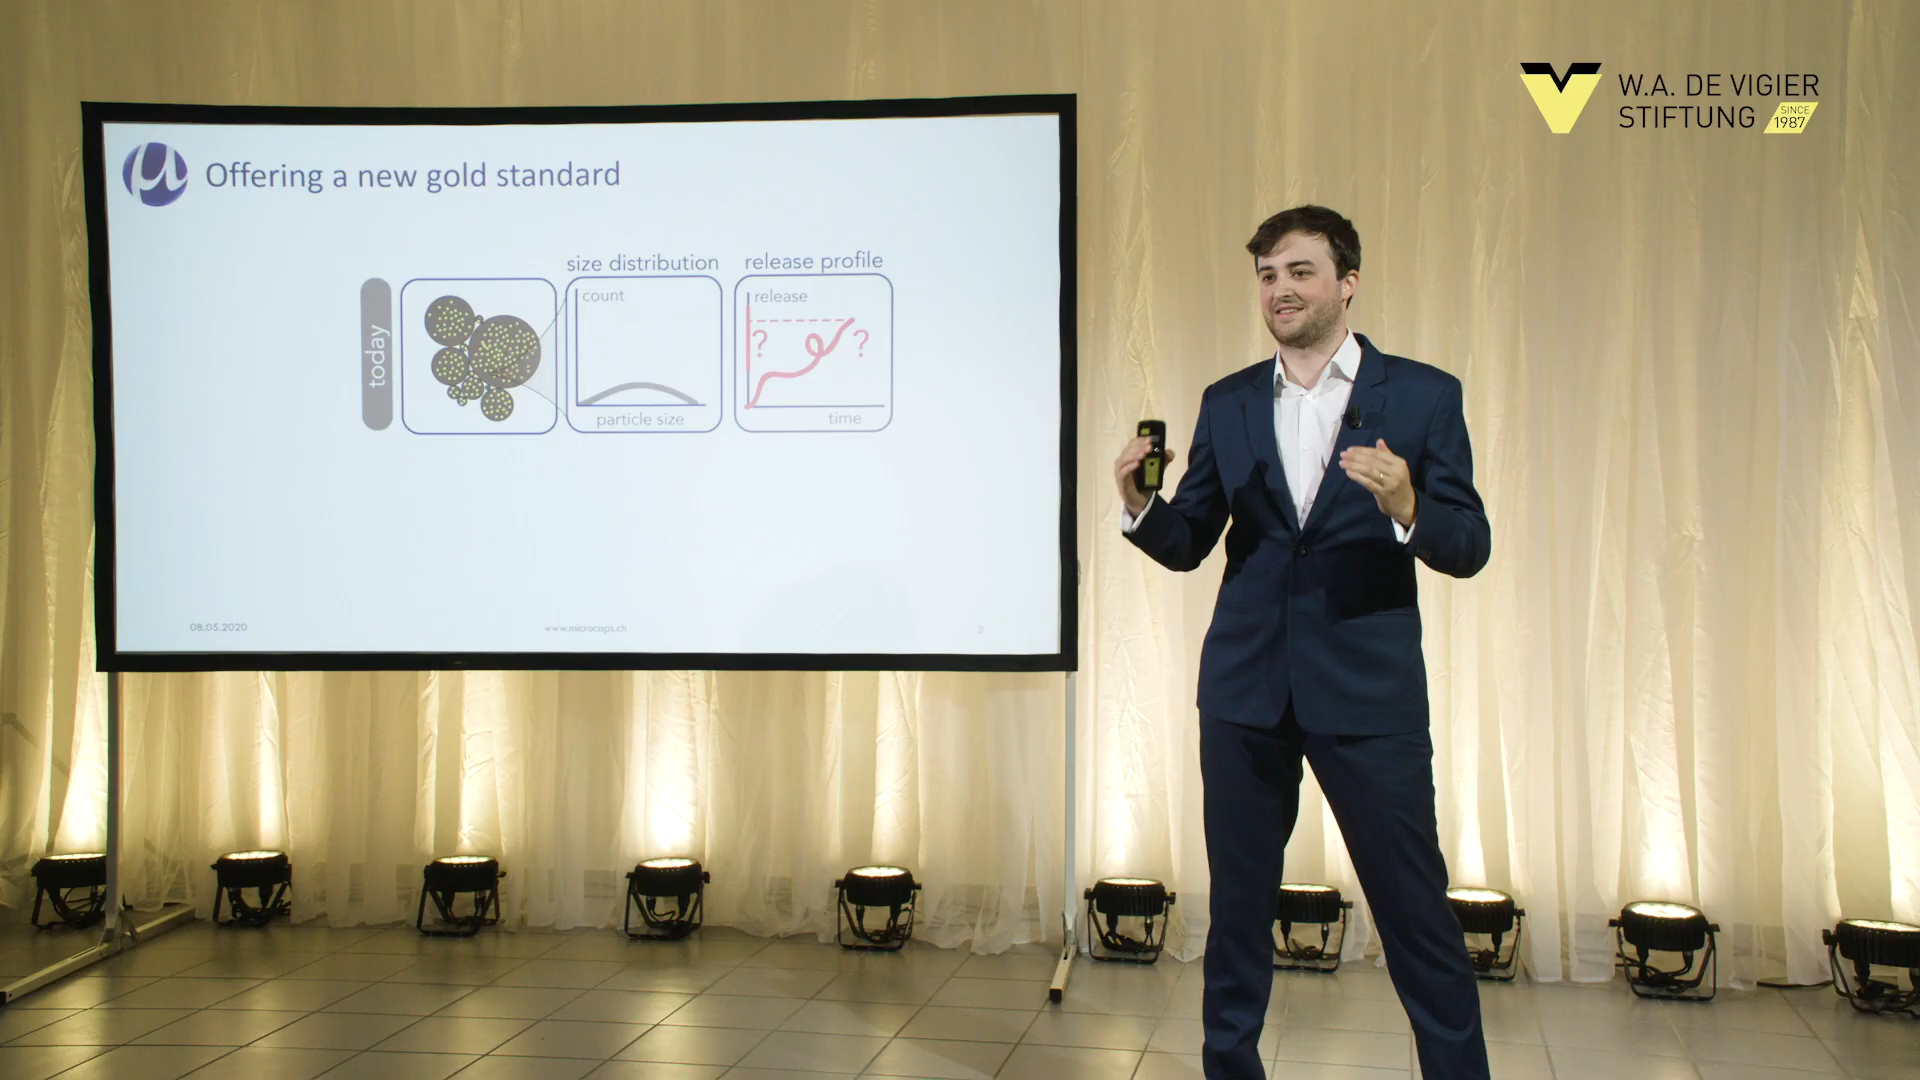 Offering a new gold standard
today
size distribution
count
particle size
release profile
release
? ?
time
08.05.2020
www.microcaps.ch
3
W.A. DE VIGIER
STIFTUNG
SINCE
1987